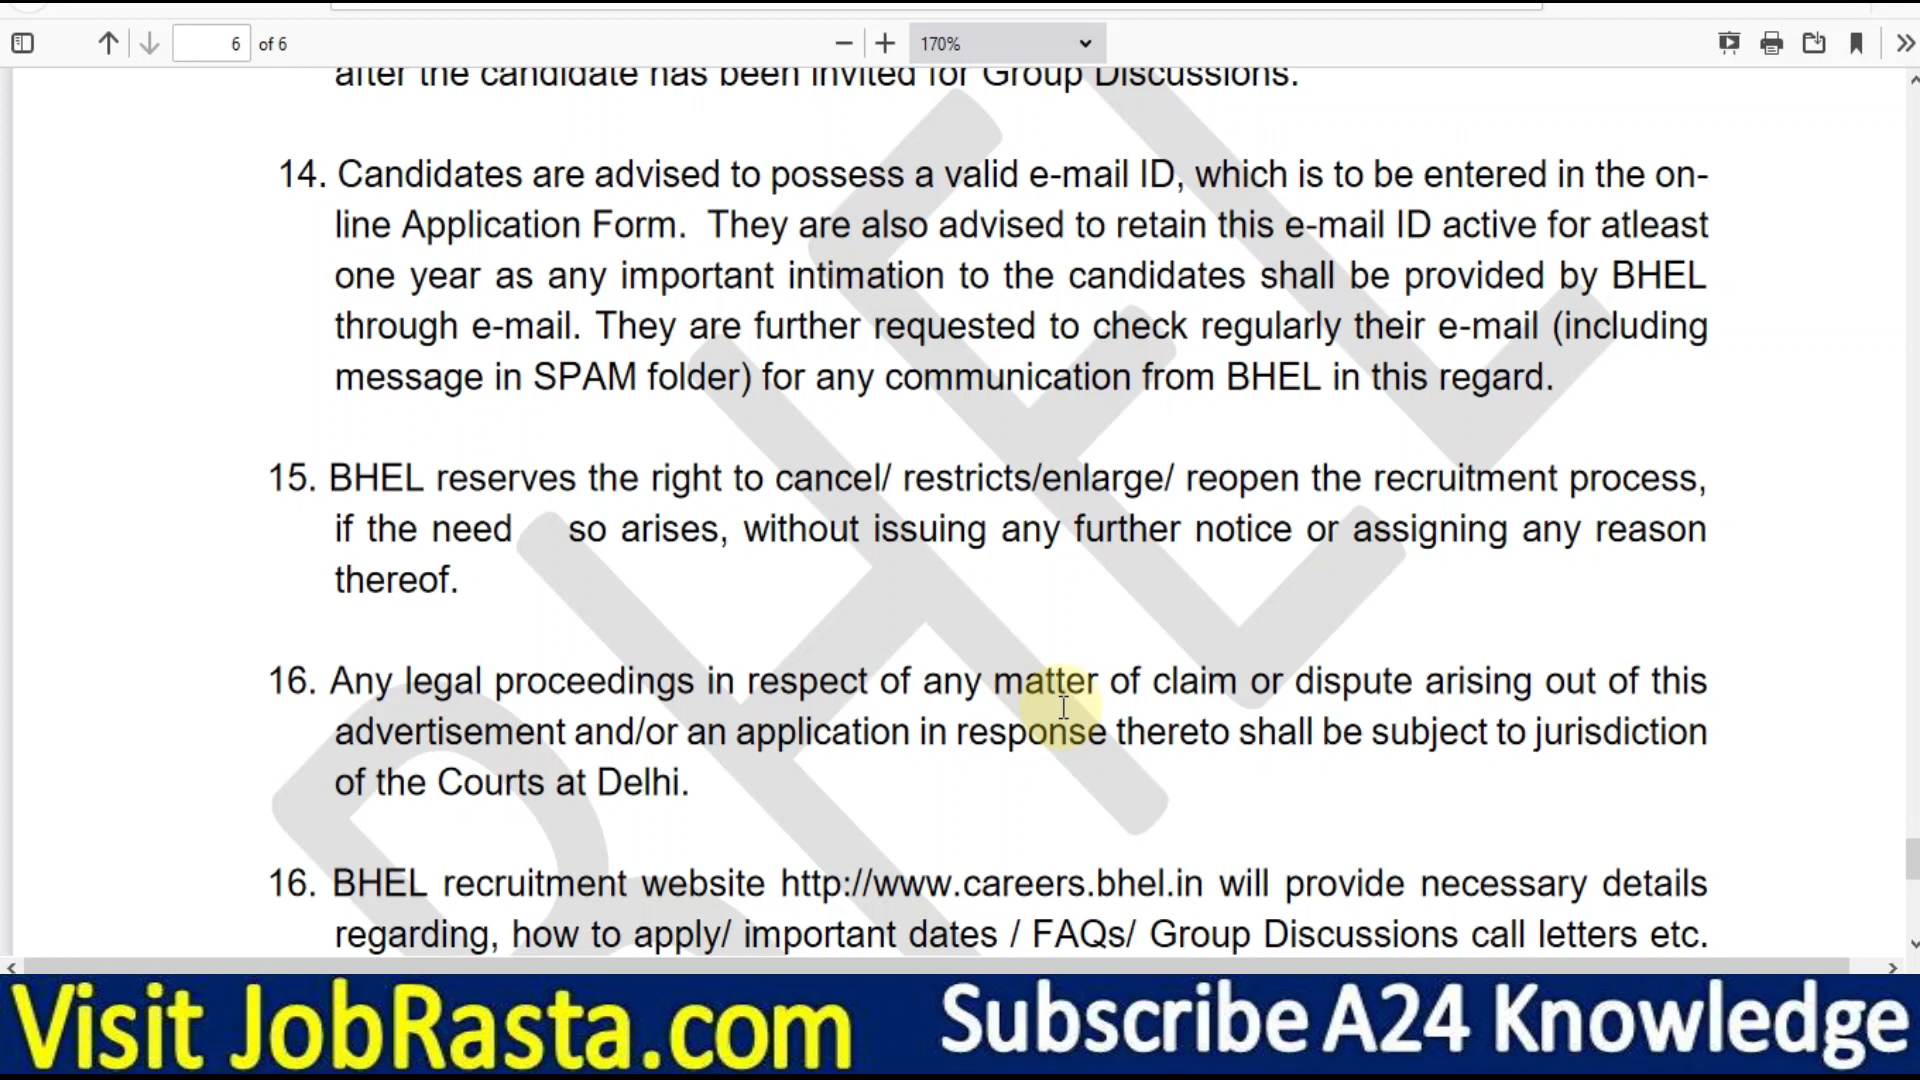 6 of 6 170%
after the candidate has been invited for Group Discussions.
14. Candidates are advised to possess a valid e-mail ID, which is to be entered in the on-
line Application Form. They are also advised to retain this e-mail ID active for atleast
one year as any important intimation to the candidates shall be provided by BHEL
through e-mail. They are further requested to check regularly their e-mail (including
message in SPAM folder) for any communication from BHEL in this regard.
15. BHEL reserves the right to cancel/ restricts/enlarge/ reopen the recruitment process,
if the need so arises, without issuing any further notice or assigning any reason
thereof.
16. Any legal proceedings in respect of any matter of claim or dispute arising out of this
advertisement and/or an application in response thereto shall be subject to jurisdiction
of the Courts at Delhi.
16. BHEL recruitment website http://www.careers.bhel.in will provide necessary details
regarding, how to apply/ important dates / FAQs/ Group Discussions call letters etc.
BHEL
Visit JobRasta.com Subscribe A24 Knowledge